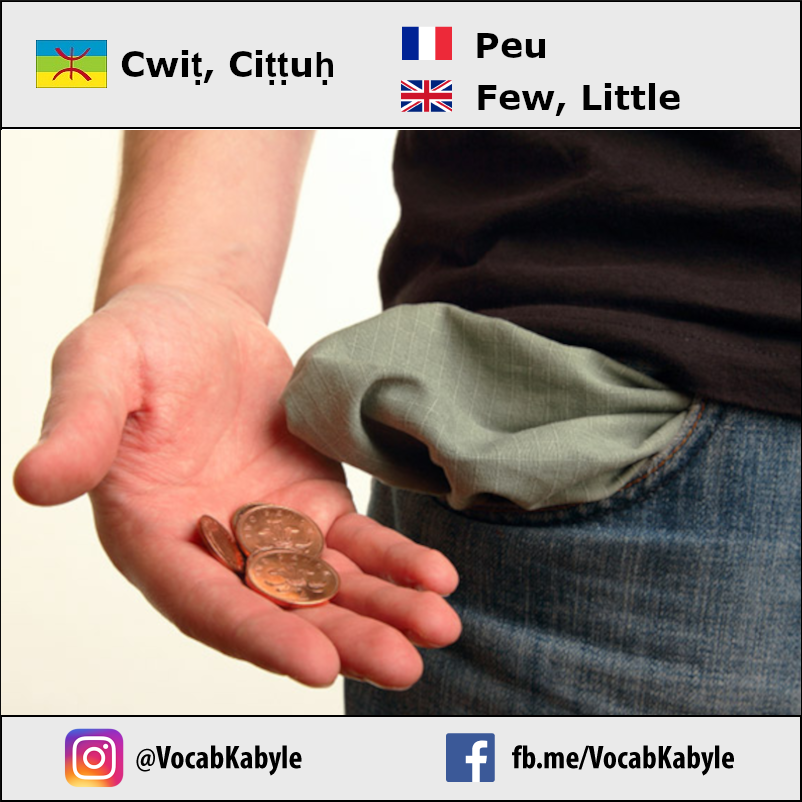 Cwiṭ, Ciṭṭuḥ
Peu
Few, Little
@VocabKabyle
fb.me/VocabKabyle